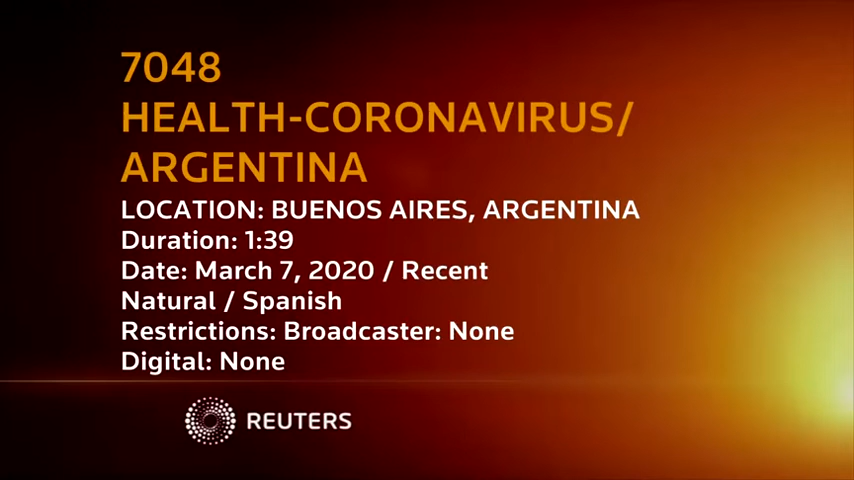 7048
HEALTH-CORONAVIRUS/
ARGENTINA
LOCATION: BUENOS AIRES, ARGENTINA
Duration: 1:39
Date: March 7, 2020 / Recent
Natural / Spanish
Restrictions: Broadcaster: None
Digital: None
REUTERS